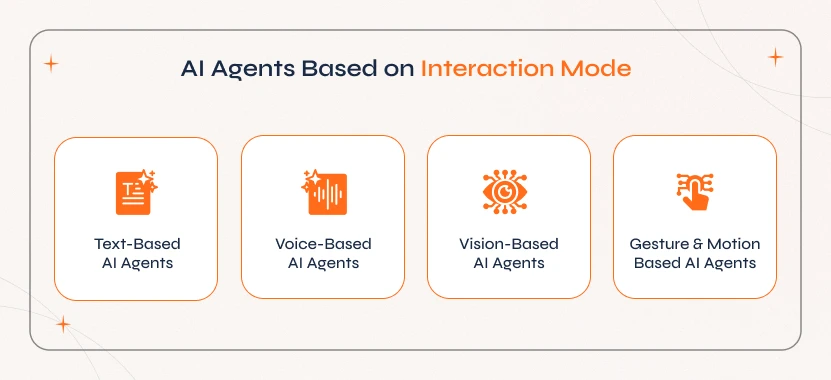 AI Agents Based on Interaction Mode
T
Text-Based
AI Agents
Voice-Based
AI Agents
Vision-Based
AI Agents
Gesture & Motion
Based AI Agents